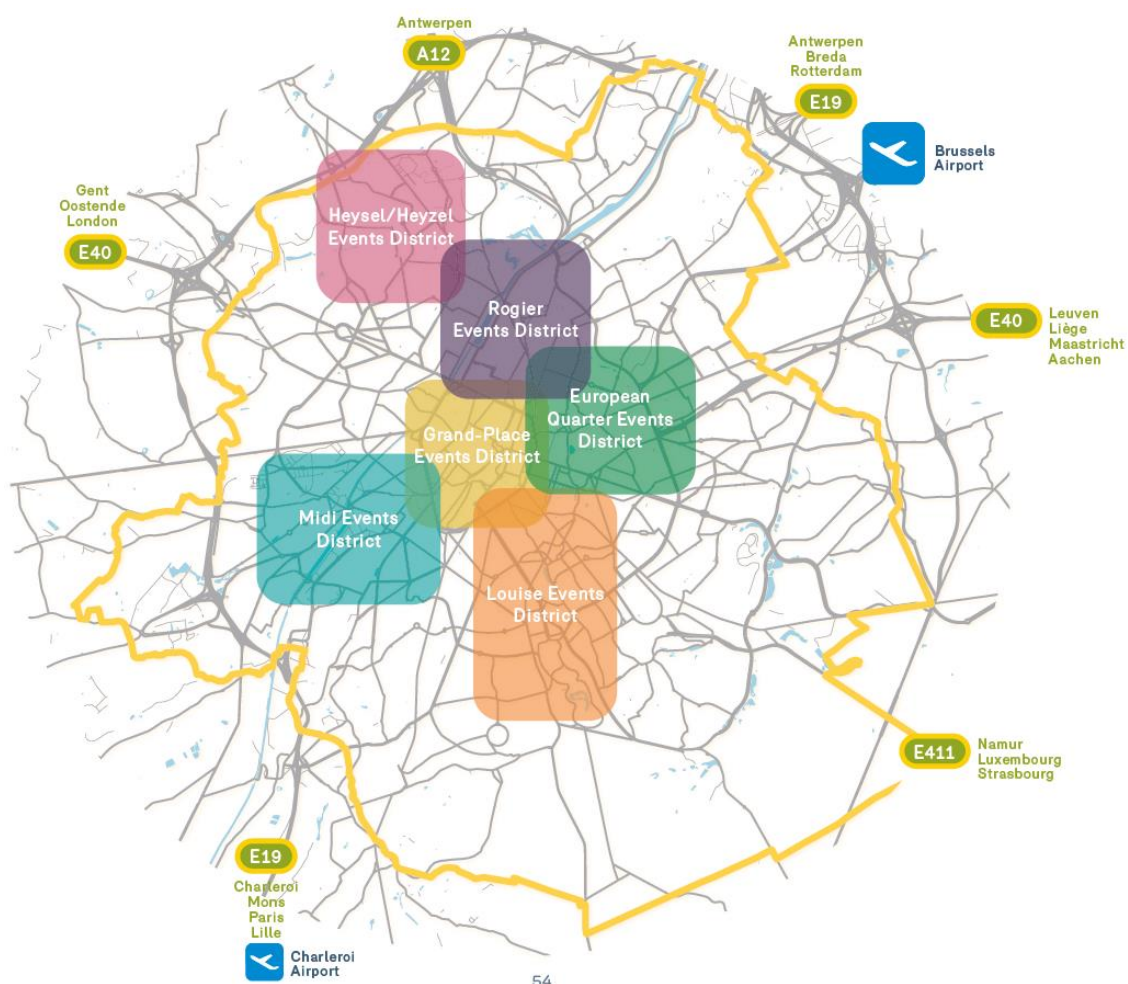 Antwerpen
A12
Antwerpen
Breda
Rotterdam
E19
Brussels
Airport
Gent
Oostende
London
E40
Heysel/Heyzel
Events District
Rogier
Events District
E40
Leuven
Liège
Maastricht
Aachen
European
Quarter Events
District
Grand-Place
Events District
Midi Events
District
Louise Events
District
E411
Namur
Luxembourg
Strasbourg
E19
Charleroi
Mons
Paris
Lille
Charleroi
Airport
54